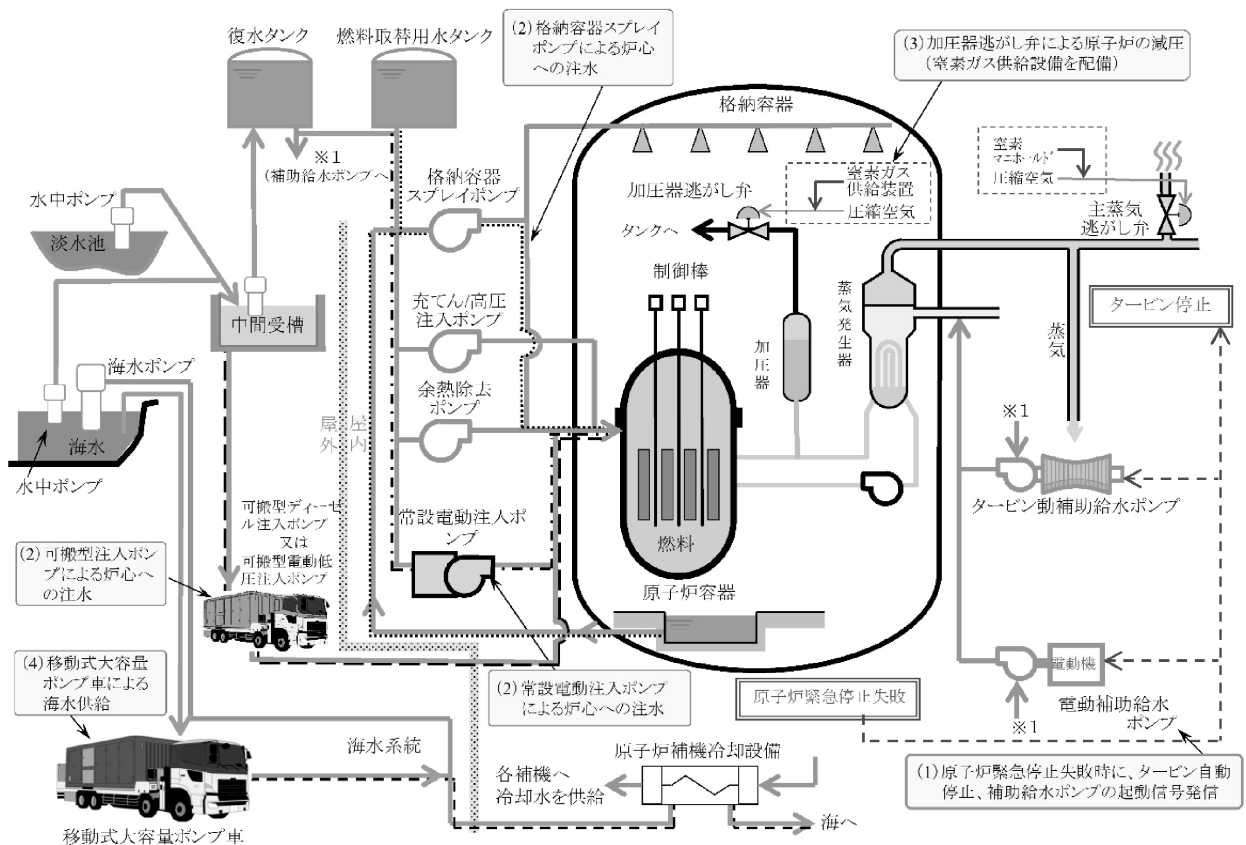 復水タンク
燃料取替用水タンク
(2)格納容器スプレイ
ポンプによる炉心
への注水
(3)加圧器逃がし弁による原子炉の減圧
(窒素ガス供給設備を配備)
格納容器
※1
(補助給水ポンプへ
格納容器
スプレイポンプ
水中ポンプ
淡水池
加圧器逃がし弁
窒素ガス
供給装置
圧縮空気
タンクへ
窒素
マニホールド
圧縮空気
主蒸気
逃がし弁
制御棒
蒸気発生器
加圧器
充てん/高圧
注入ポンプ
中間受槽
タービン停止
蒸気
海水ポンプ
余熱除去
ポンプ
屋外
屋内
海水
水中ポンプ
※1
タービン動補助給水ポンプ
可搬型ディーゼ
ル注入ポンプ
又は
可搬型電動低
圧注入ポンプ
常設電動注入ポ
ンプ
燃料
原子炉容器
(2)可搬型注入ポン
プによる炉心へ
の注水
(4)移動式大容量
ポンプ車による
海水供給
(2)常設電動注入ポンプ
による炉心への注水
原子炉緊急停止失敗
電動機
※1
電動補助給水
ポンプ
(1)原子炉緊急停止失敗時に、タービン自動
停止、補助給水ポンプの起動信号発信
海水系統
原子炉補機冷却設備
各補機へ
冷却水を供給
海へ
移動式大容量ポンプ車